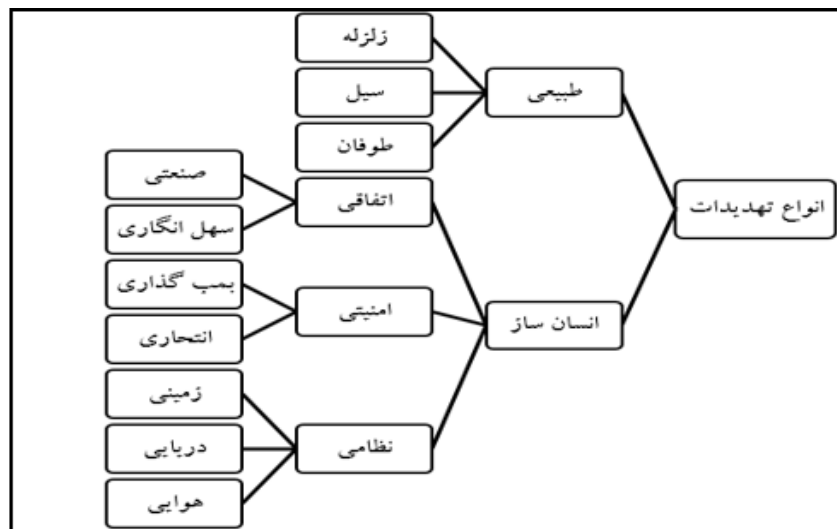 انواع تهدیدات
طبیعی
زلزله
سیل
طوفان
انسان ساز
اتفاقی
صنعتی
سهل انگاری
امنیتی
بمب گذاری
انتحاری
نظامی
زمینی
دریایی
هوایی